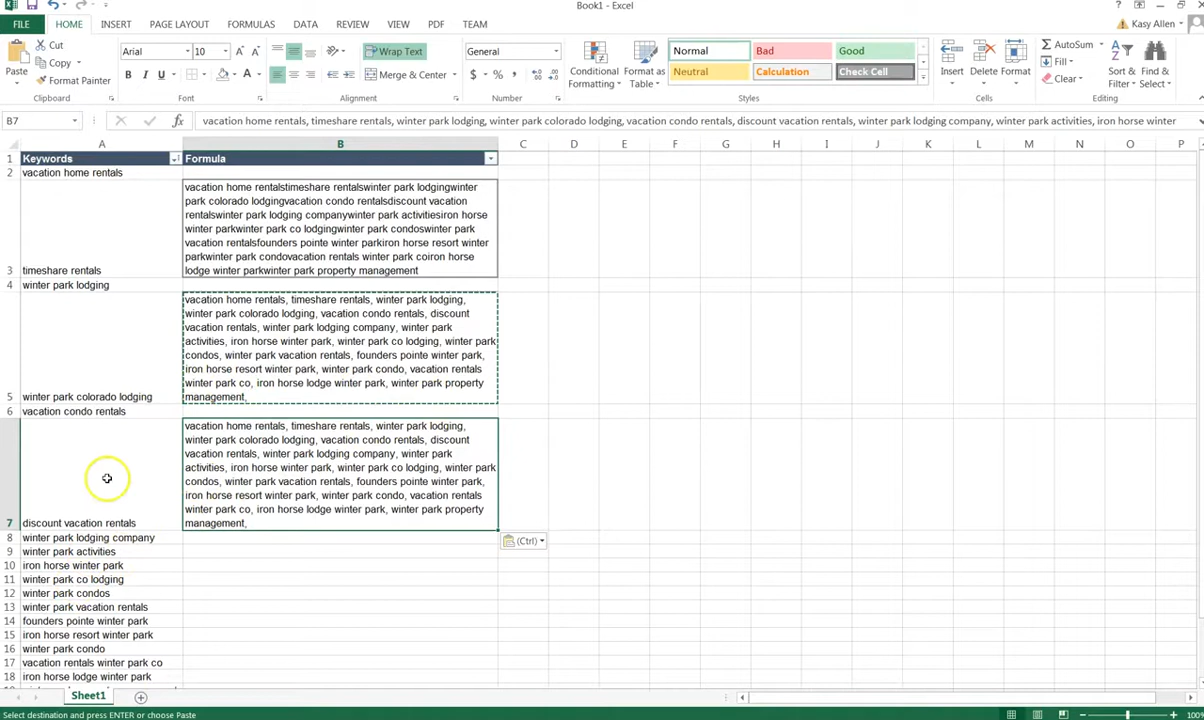 Book1 - Excel
FILE HOME INSERT PAGE LAYOUT FORMULAS DATA REVIEW VIEW PDF TEAM
Kasy Allen
Paste
Cut
Copy
Format Painter
Clipboard
Arial 10
B I U
Font
Wrap Text
Merge & Center
Alignment
General
$ % ,
Number
Conditional Formatting
Format as Table
Normal Bad Good
Neutral Calculation Check Cell
Styles
Insert Delete Format
Cells
AutoSum
Fill
Clear
Sort & Filter
Find & Select
Editing
B7 fx vacation home rentals, timeshare rentals, winter park lodging, winter park colorado lodging, vacation condo rentals, discount vacation rentals, winter park lodging company, winter park activities, iron horse winter
A B C D E F G H I J K L M N O P
1 Keywords Formula
2 vacation home rentals
vacation home rentalstimeshare rentalswinter park lodgingwinter
park colorado lodgingvacation condo rentalsdiscount vacation
rentalswinter park lodging companywinter park activitiesiron horse
winter parkwinter park co lodgingwinter park condoswinter park
vacation rentalsfounders pointe winter parkiron horse resort winter
parkwinter park condovacation rentals winter park coiron horse
3 timeshare rentals lodge winter parkwinter park property management
4 winter park lodging
vacation home rentals, timeshare rentals, winter park lodging,
winter park colorado lodging, vacation condo rentals, discount
vacation rentals, winter park lodging company, winter park
activities, iron horse winter park, winter park co lodging, winter park
condos, winter park vacation rentals, founders pointe winter park,
iron horse resort winter park, winter park condo, vacation rentals
winter park co, iron horse lodge winter park, winter park property
5 winter park colorado lodging management,
6 vacation condo rentals
vacation home rentals, timeshare rentals, winter park lodging,
winter park colorado lodging, vacation condo rentals, discount
vacation rentals, winter park lodging company, winter park
activities, iron horse winter park, winter park co lodging, winter park
condos, winter park vacation rentals, founders pointe winter park,
iron horse resort winter park, winter park condo, vacation rentals
winter park co, iron horse lodge winter park, winter park property
7 discount vacation rentals management,
8 winter park lodging company
(Ctrl)
9 winter park activities
10 iron horse winter park
11 winter park co lodging
12 winter park condos
13 winter park vacation rentals
14 founders pointe winter park
15 iron horse resort winter park
16 winter park condo
17 vacation rentals winter park co
18 iron horse lodge winter park
Sheet1
Select destination and press ENTER or choose Paste
100%